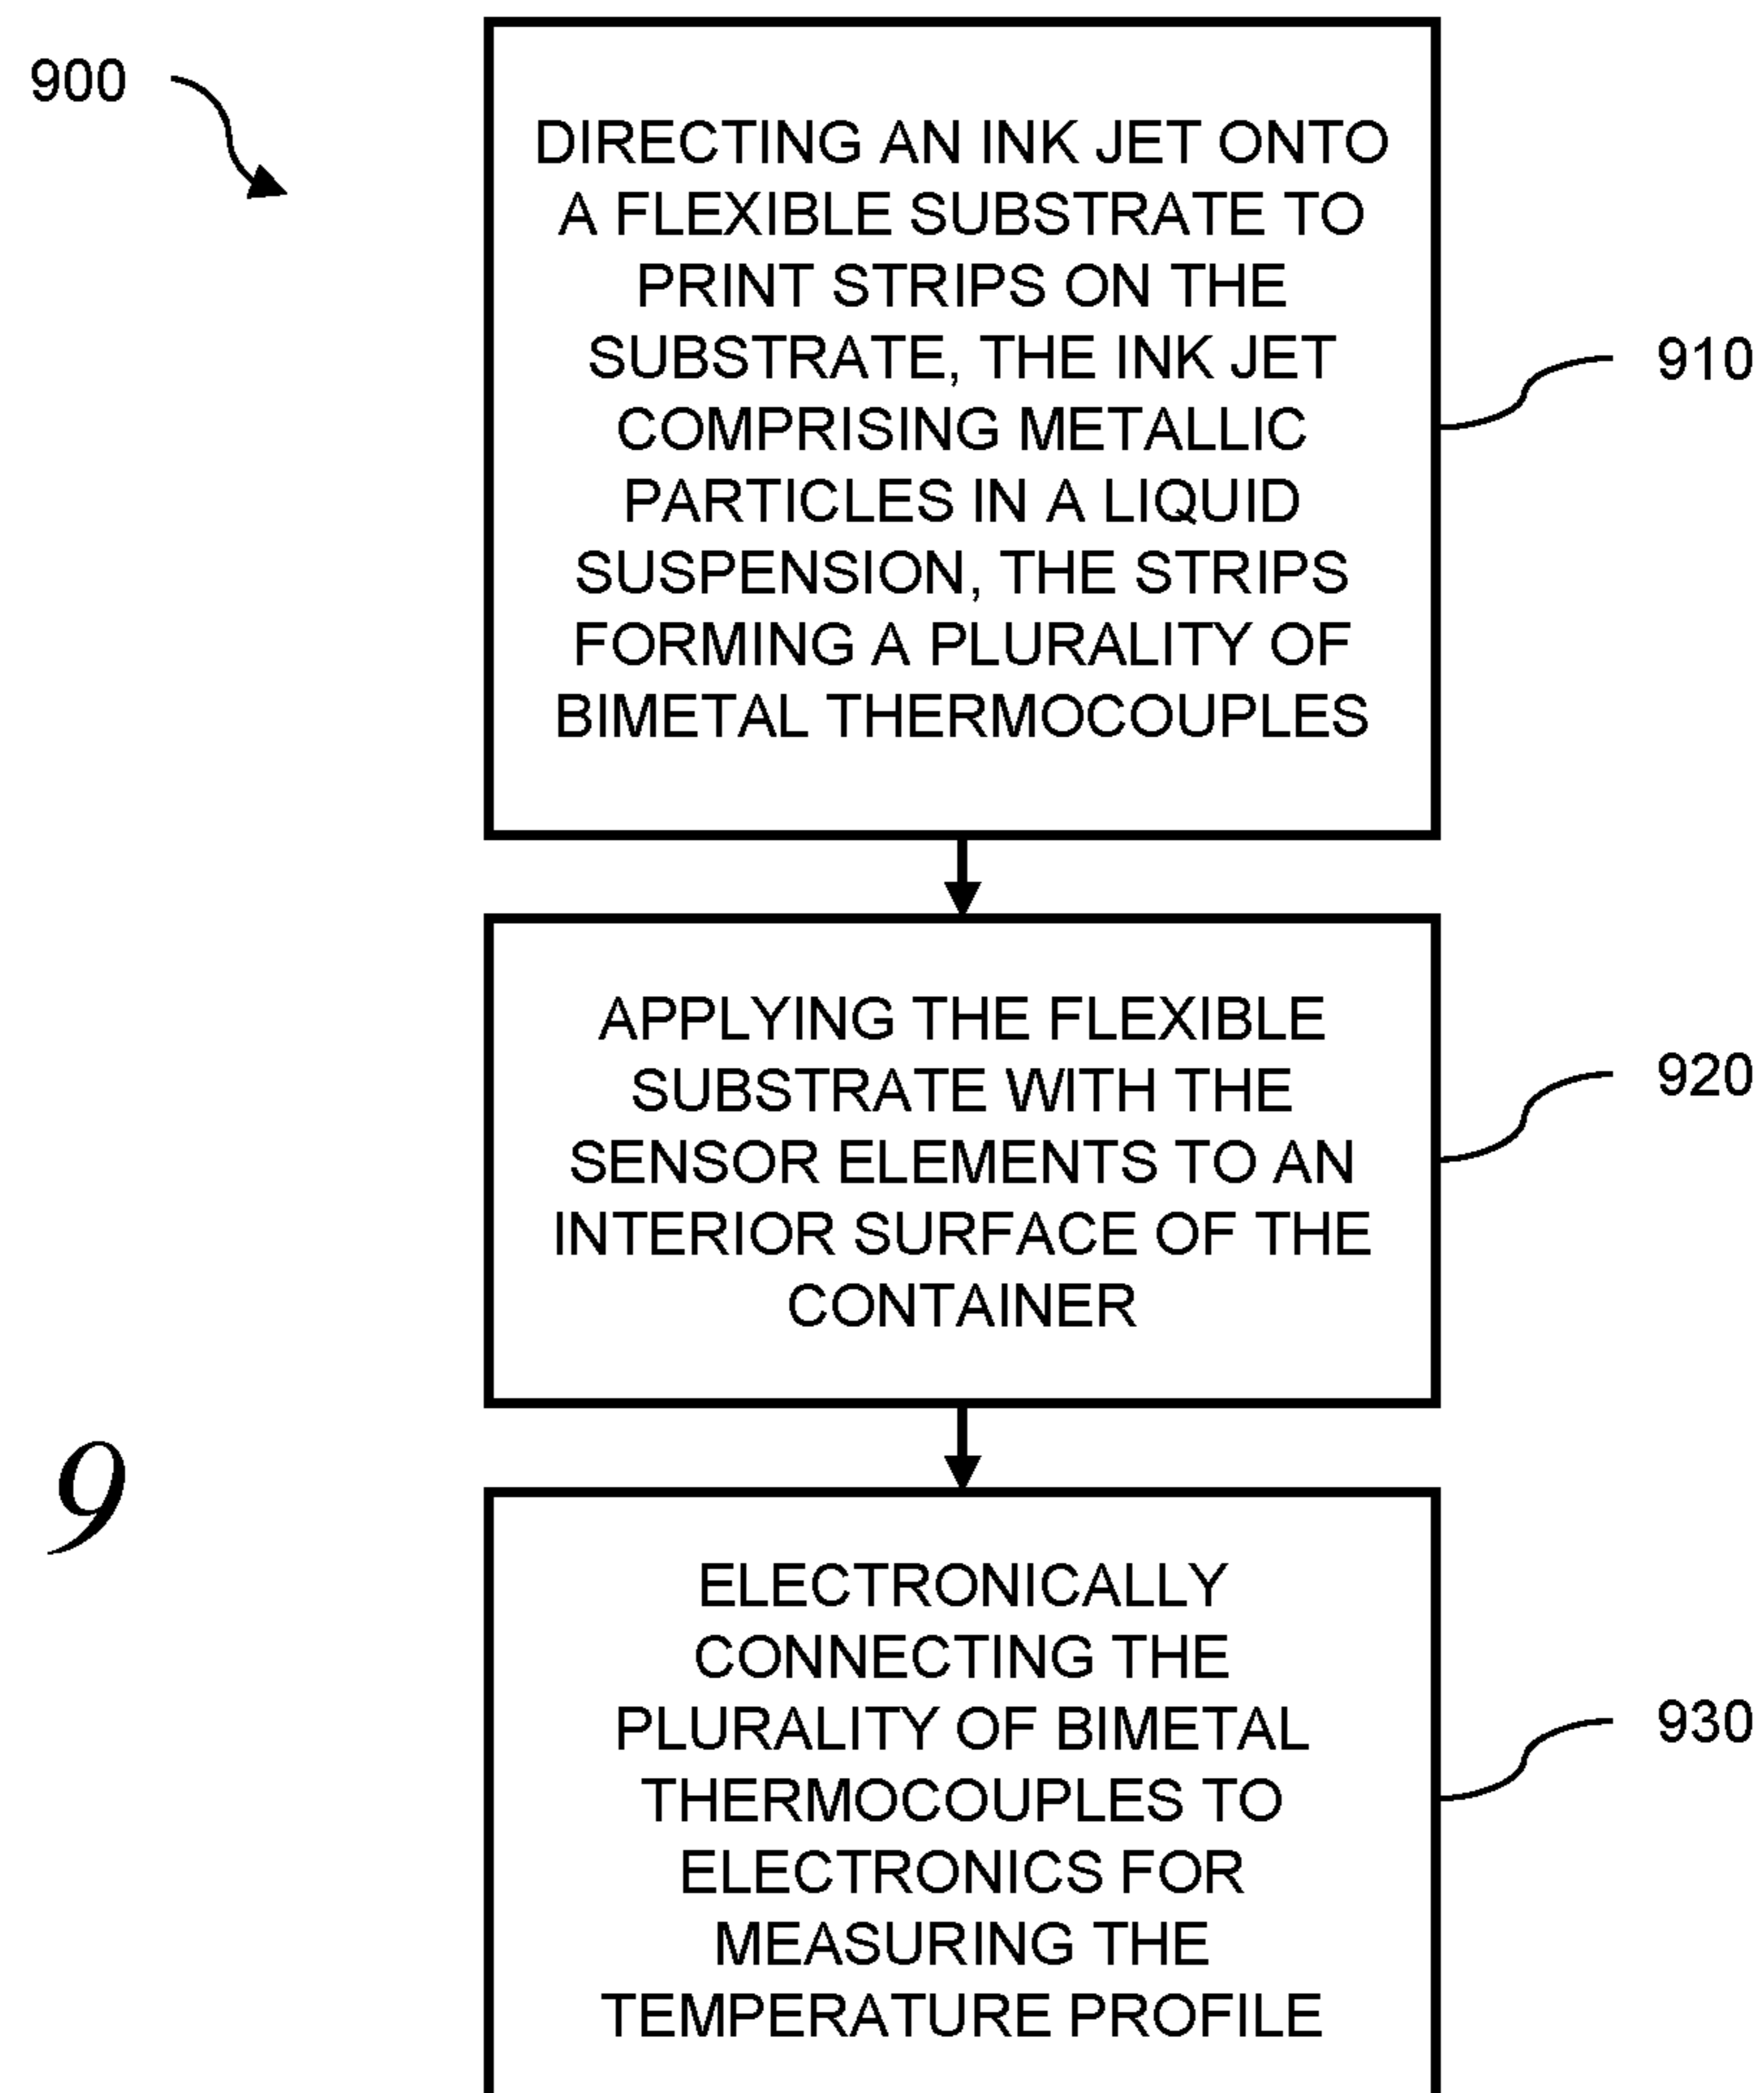 900
DIRECTING AN INK JET ONTO
A FLEXIBLE SUBSTRATE TO
PRINT STRIPS ON THE
SUBSTRATE, THE INK JET
COMPRISING METALLIC
PARTICLES IN A LIQUID
SUSPENSION, THE STRIPS
FORMING A PLURALITY OF
BIMETAL THERMOCOUPLES
910
APPLYING THE FLEXIBLE
SUBSTRATE WITH THE
SENSOR ELEMENTS TO AN
INTERIOR SURFACE OF THE
CONTAINER
920
9
ELECTRONICALLY
CONNECTING THE
PLURALITY OF BIMETAL
THERMOCOUPLES TO
ELECTRONICS FOR
MEASURING THE
TEMPERATURE PROFILE
930